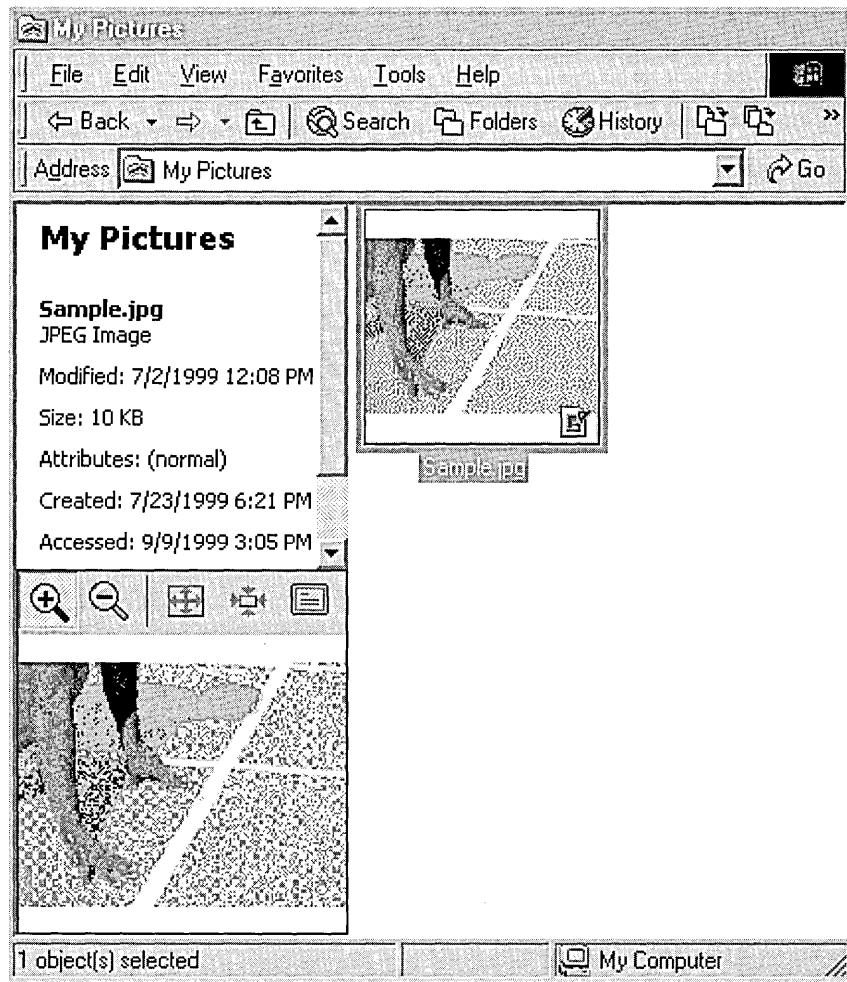 My Pictures
File Edit View Favorites Tools Help
Back Search Folders History »
Address My Pictures Go
My Pictures
Sample.jpg
JPEG Image
Modified: 7/2/1999 12:08 PM
Size: 10 KB
Attributes: (normal)
Created: 7/23/1999 6:21 PM
Accessed: 9/9/1999 3:05 PM
Sample.jpg
1 object(s) selected My Computer